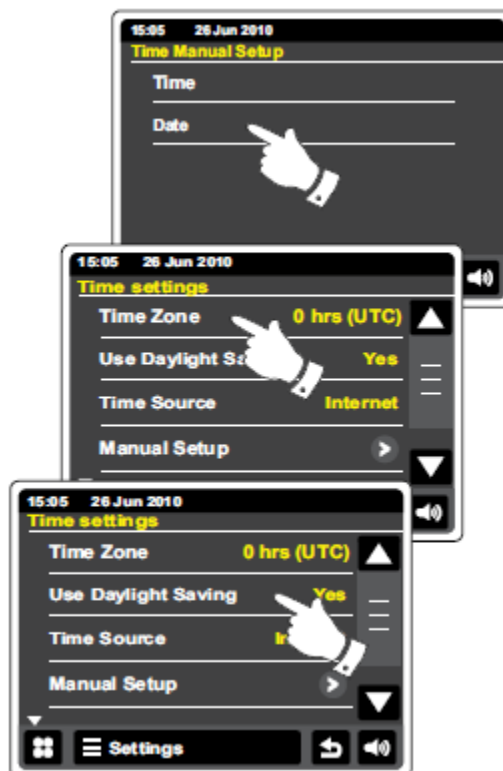 15:05 26 Jun 2010
Time Manual Setup
Time
Date
15:05 26 Jun 2010
Time settings
Time Zone 0 hrs (UTC)
Use Daylight Sa Yes
Time Source Internet
Manual Setup
15:05 26 Jun 2010
Time settings
Time Zone 0 hrs (UTC)
Use Daylight Saving Yes
Time Source
Manual Setup
Settings